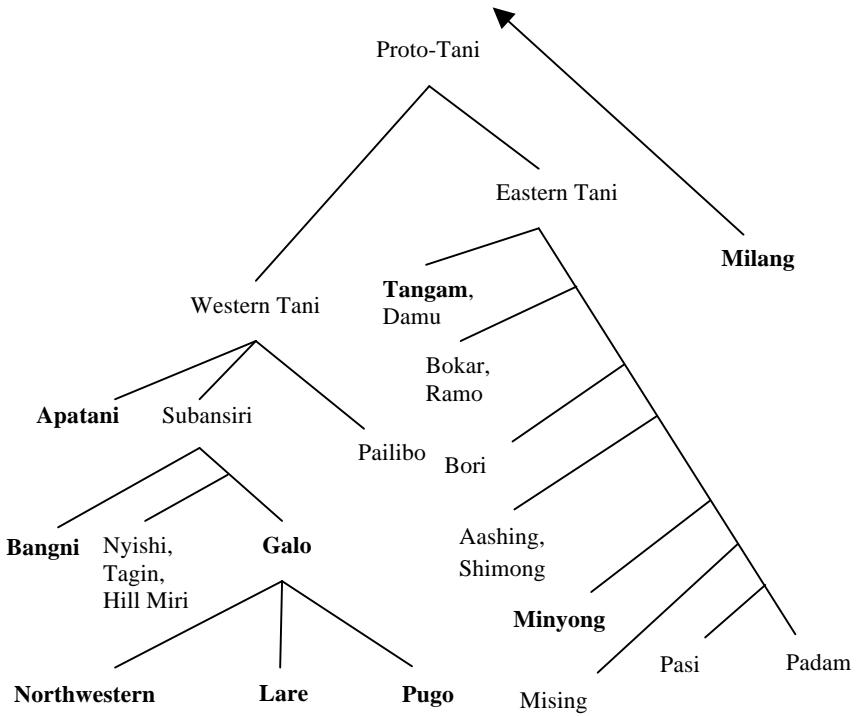 Proto-Tani
Eastern Tani
Milang
Tangam,
Damu
Western Tani
Bokar,
Ramo
Apatani
Subansiri
Pailibo
Bori
Bangni
Nyishi,
Tagin,
Hill Miri
Galo
Aashing,
Shimong
Minyong
Pasi
Padam
Northwestern
Lare
Pugo
Mising